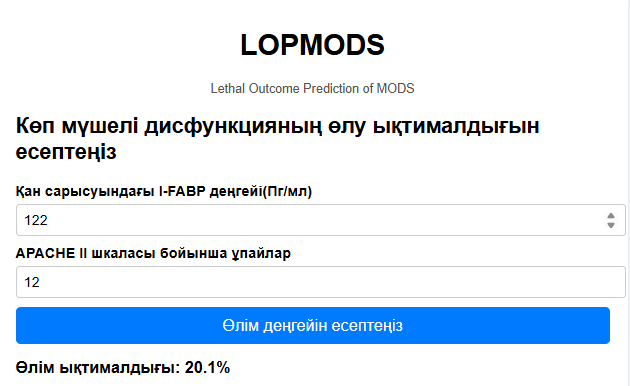 LOPMODS
Lethal Outcome Prediction of MODS
Көп мүшелі дисфункцияның өлу ықтималдығын
есептеңіз
Қан сарысуындағы I-FABP деңгейі(Пг/мл)
122
APACHE II шкаласы бойынша ұпайлар
12
Өлім деңгейін есептеңіз
Өлім ықтималдығы: 20.1%